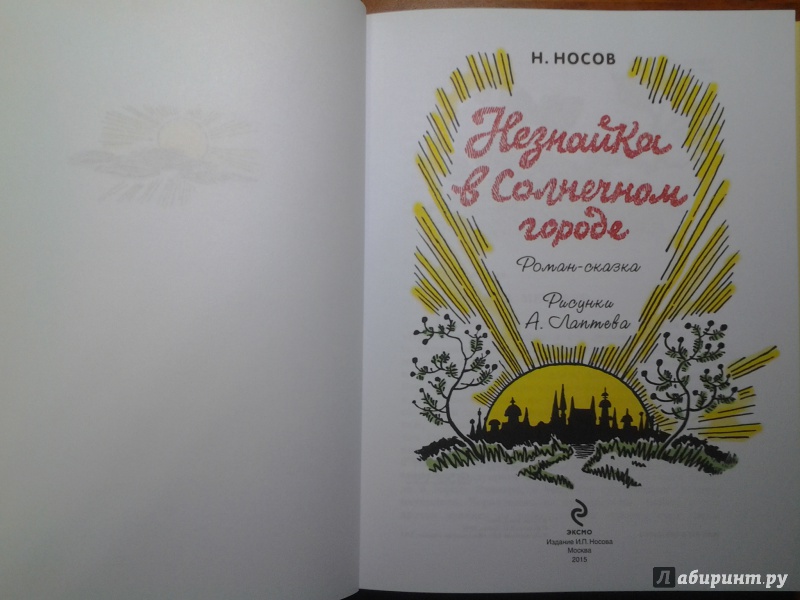 Н. НОСОВ
Незнайка
в Солнечном
городе
Роман-сказка
Рисунки
А. Лаптева
ЭКСМО
Издание И.П. Носова
Москва
2015
Лабиринт.ру